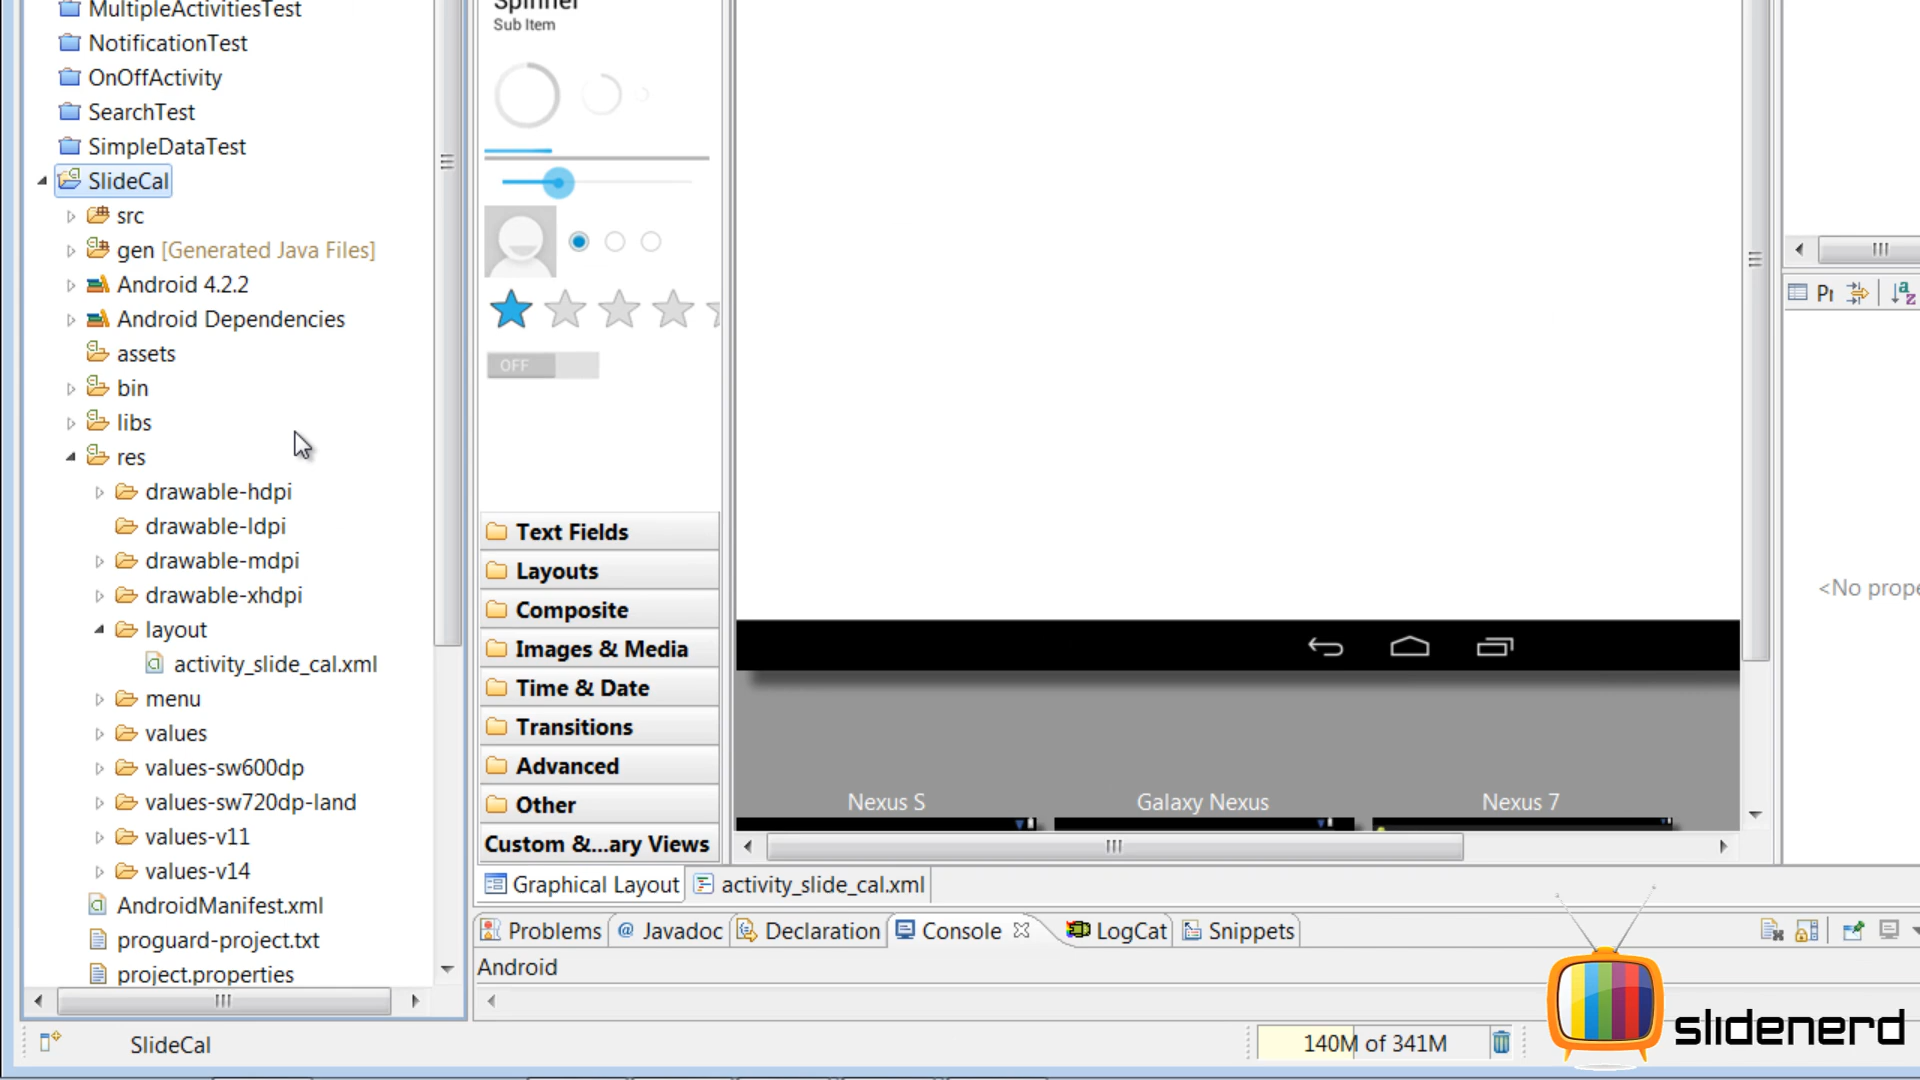 MultipleActivitiesTest
NotificationTest
OnOffActivity
SearchTest
SimpleDataTest
SlideCal
src
gen [Generated Java Files]
Android 4.2.2
Android Dependencies
assets
bin
libs
res
drawable-hdpi
drawable-ldpi
drawable-mdpi
drawable-xhdpi
layout
activity_slide_cal.xml
menu
values
values-sw600dp
values-sw720dp-land
values-v11
values-v14
AndroidManifest.xml
proguard-project.txt
project.properties
SlideCal
Spinner
Sub Item
OFF
Text Fields
Layouts
Composite
Images & Media
Time & Date
Transitions
Advanced
Other
Custom &...ary Views
Nexus S
Galaxy Nexus
Nexus 7
Graphical Layout
activity_slide_cal.xml
Problems
@ Javadoc
Declaration
Console
LogCat
Snippets
Android
140M of 341M
Pr
<No prope
slidenerd